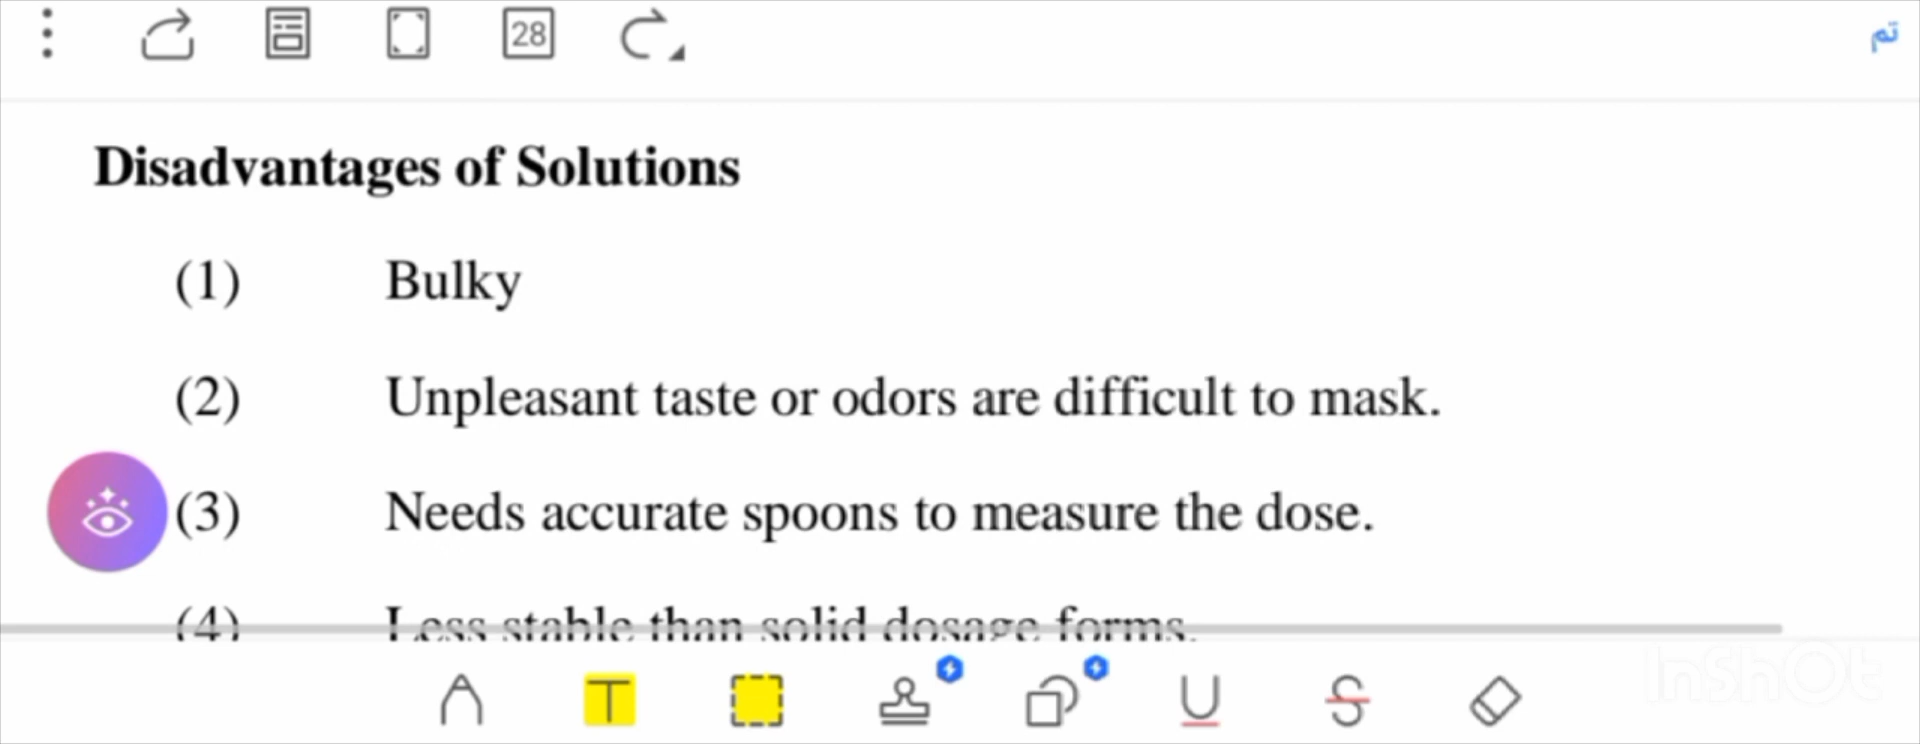 28
تم
Disadvantages of Solutions
(1) Bulky
(2) Unpleasant taste or odors are difficult to mask.
(3) Needs accurate spoons to measure the dose.
(4) Less stable than solid dosage forms.
InShOt